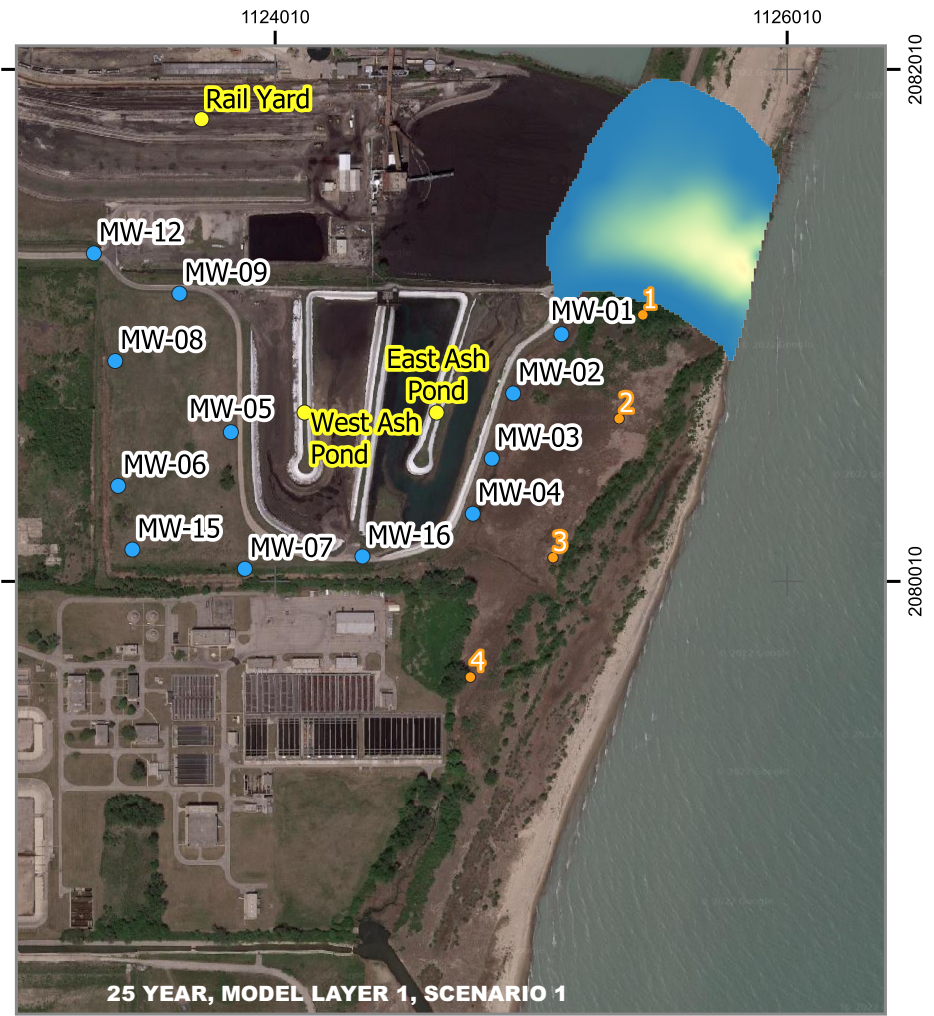 1124010
1126010
2082010
Rail Yard
MW-12
MW-09
1
MW-01
MW-08
East Ash
Pond
MW-02
2
MW-05
West Ash
Pond
MW-03
MW-06
MW-04
MW-15
MW-07
MW-16
3
2080010
4
25 YEAR, MODEL LAYER 1, SCENARIO 1